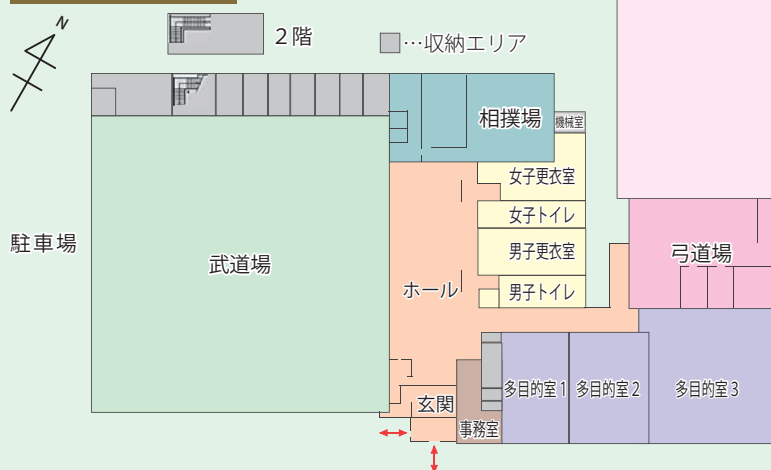 N
2階
…収納エリア
相撲場
機械室
女子更衣室
女子トイレ
駐車場
武道場
男子更衣室
弓道場
ホール
男子トイレ
多目的室1
多目的室2
多目的室3
玄関
事務室